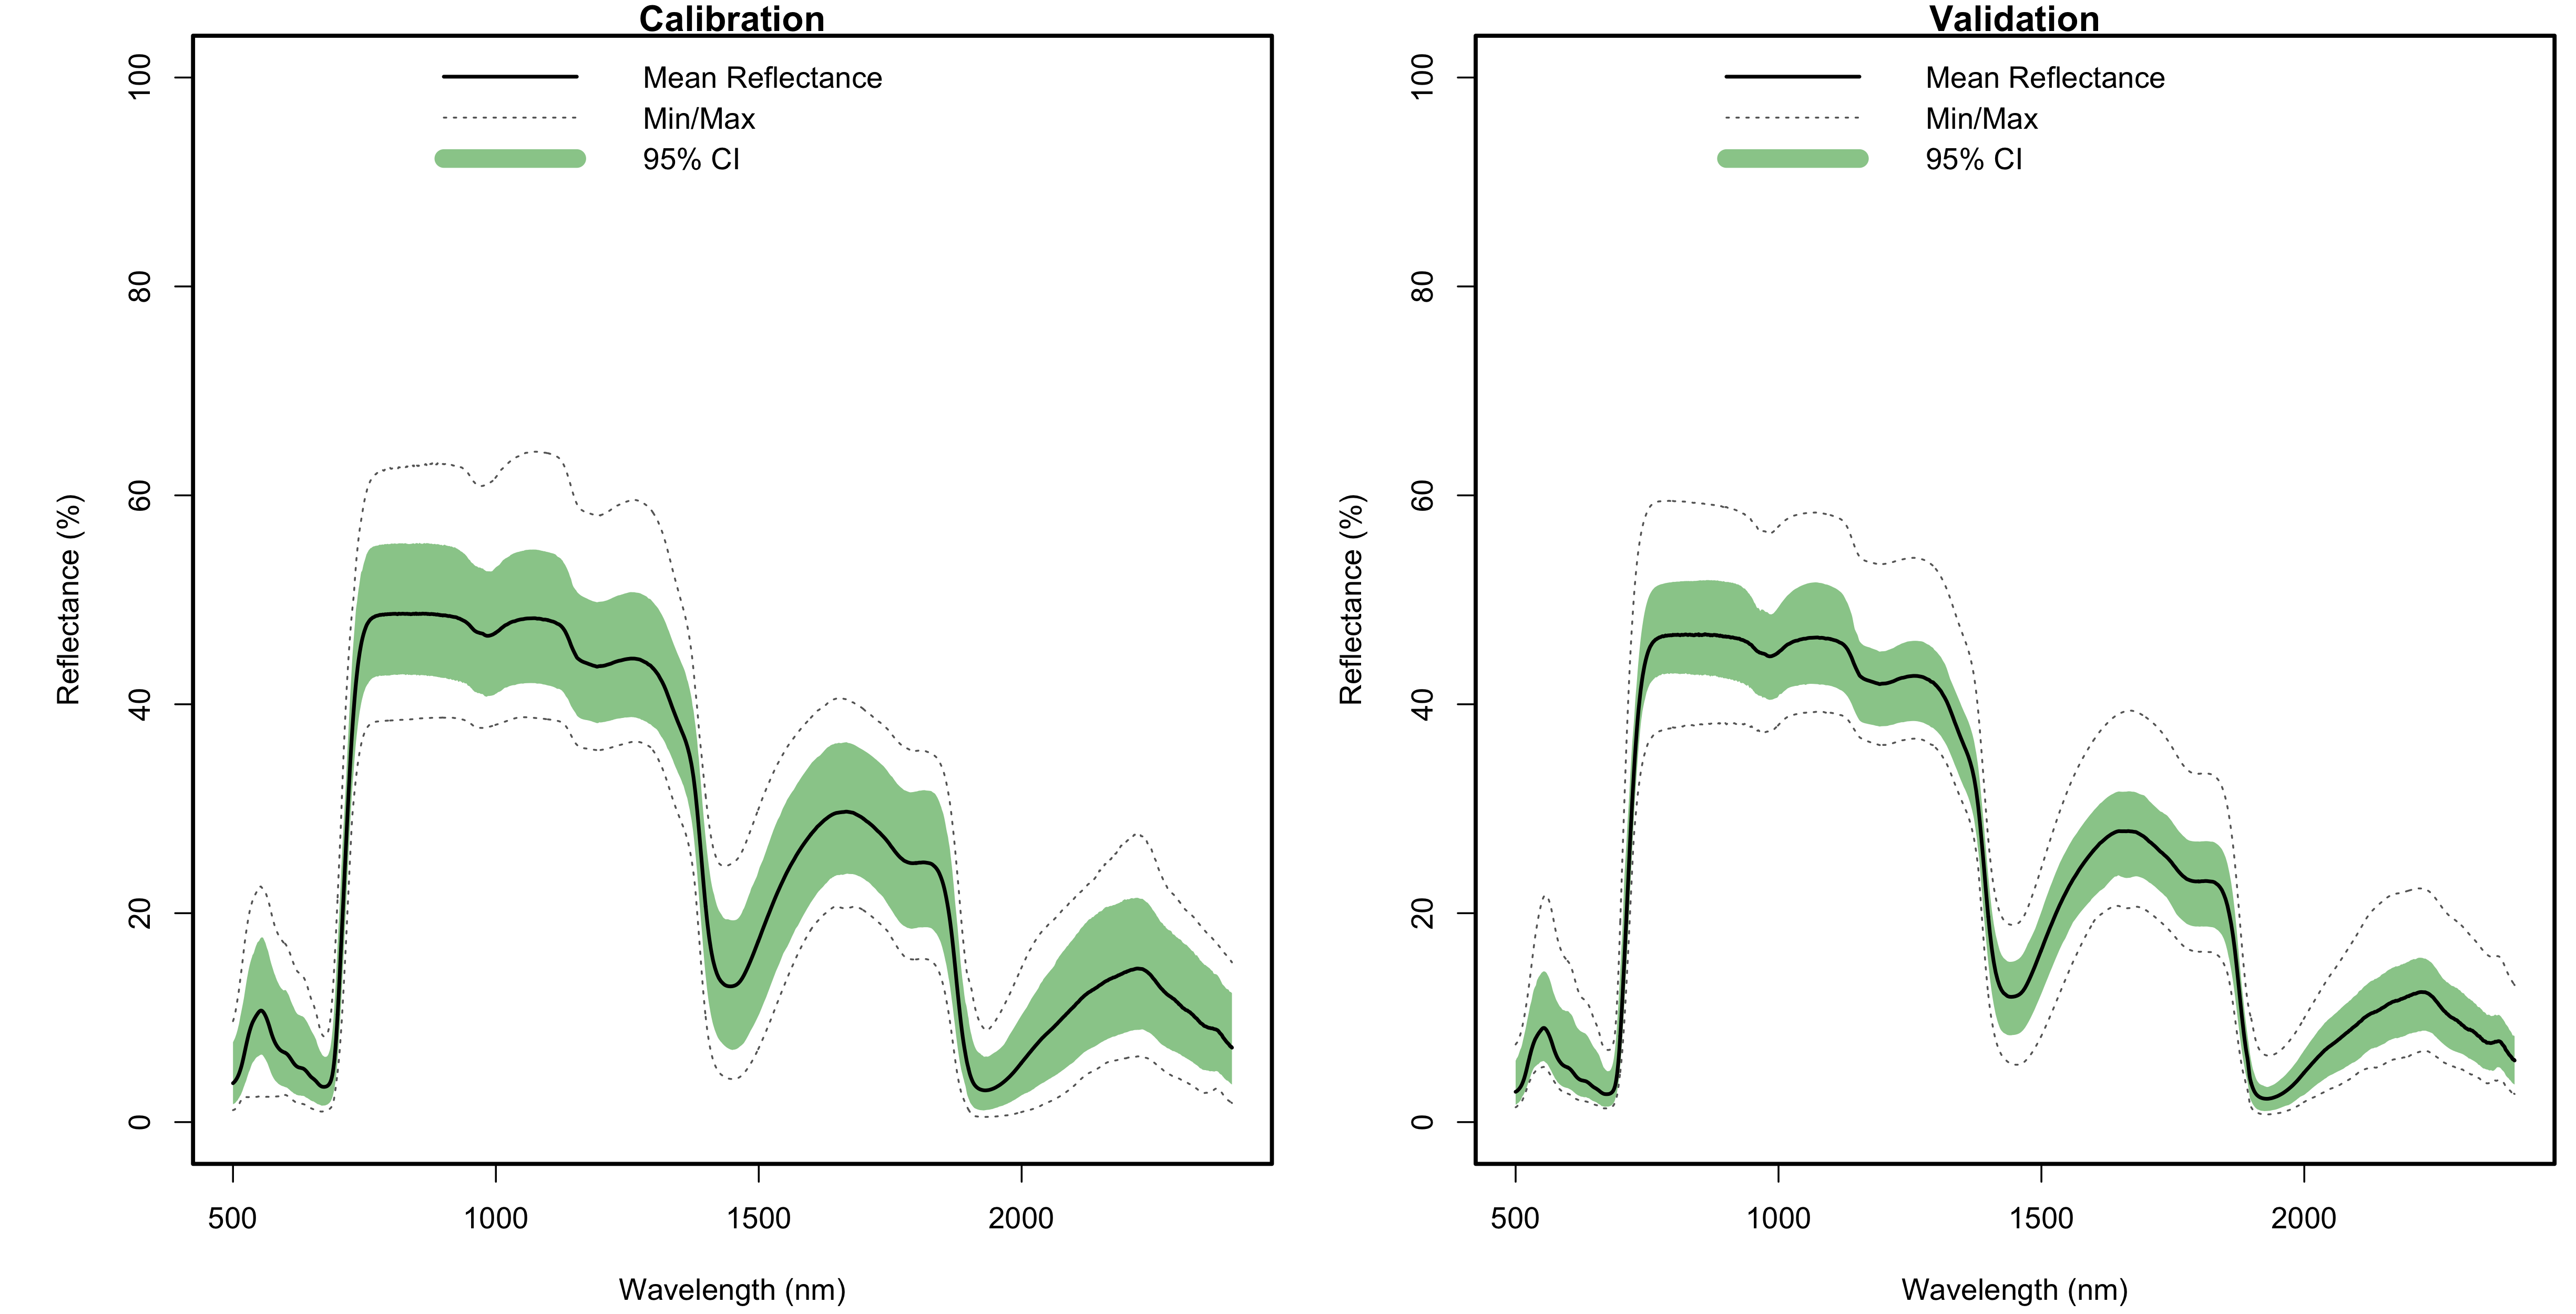 Calibration
Mean Reflectance
Min/Max
95% CI
Reflectance (%)
100
80
60
40
20
0
500 1000 1500 2000
Wavelength (nm)
Validation
Mean Reflectance
Min/Max
95% CI
Reflectance (%)
100
80
60
40
20
0
500 1000 1500 2000
Wavelength (nm)